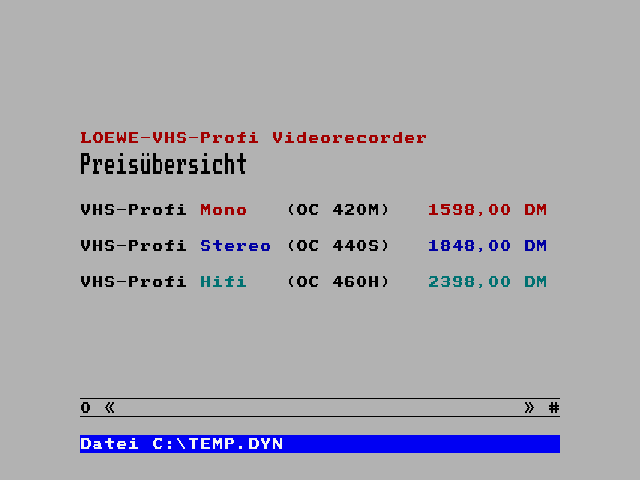 LOEWE-VHS-Profi Videorecorder
Preisübersicht
VHS-Profi Mono (OC 420M) 1598,00 DM
VHS-Profi Stereo (OC 440S) 1848,00 DM
VHS-Profi Hifi (OC 460H) 2398,00 DM
0 « » #
Datei C:\TEMP.DYN